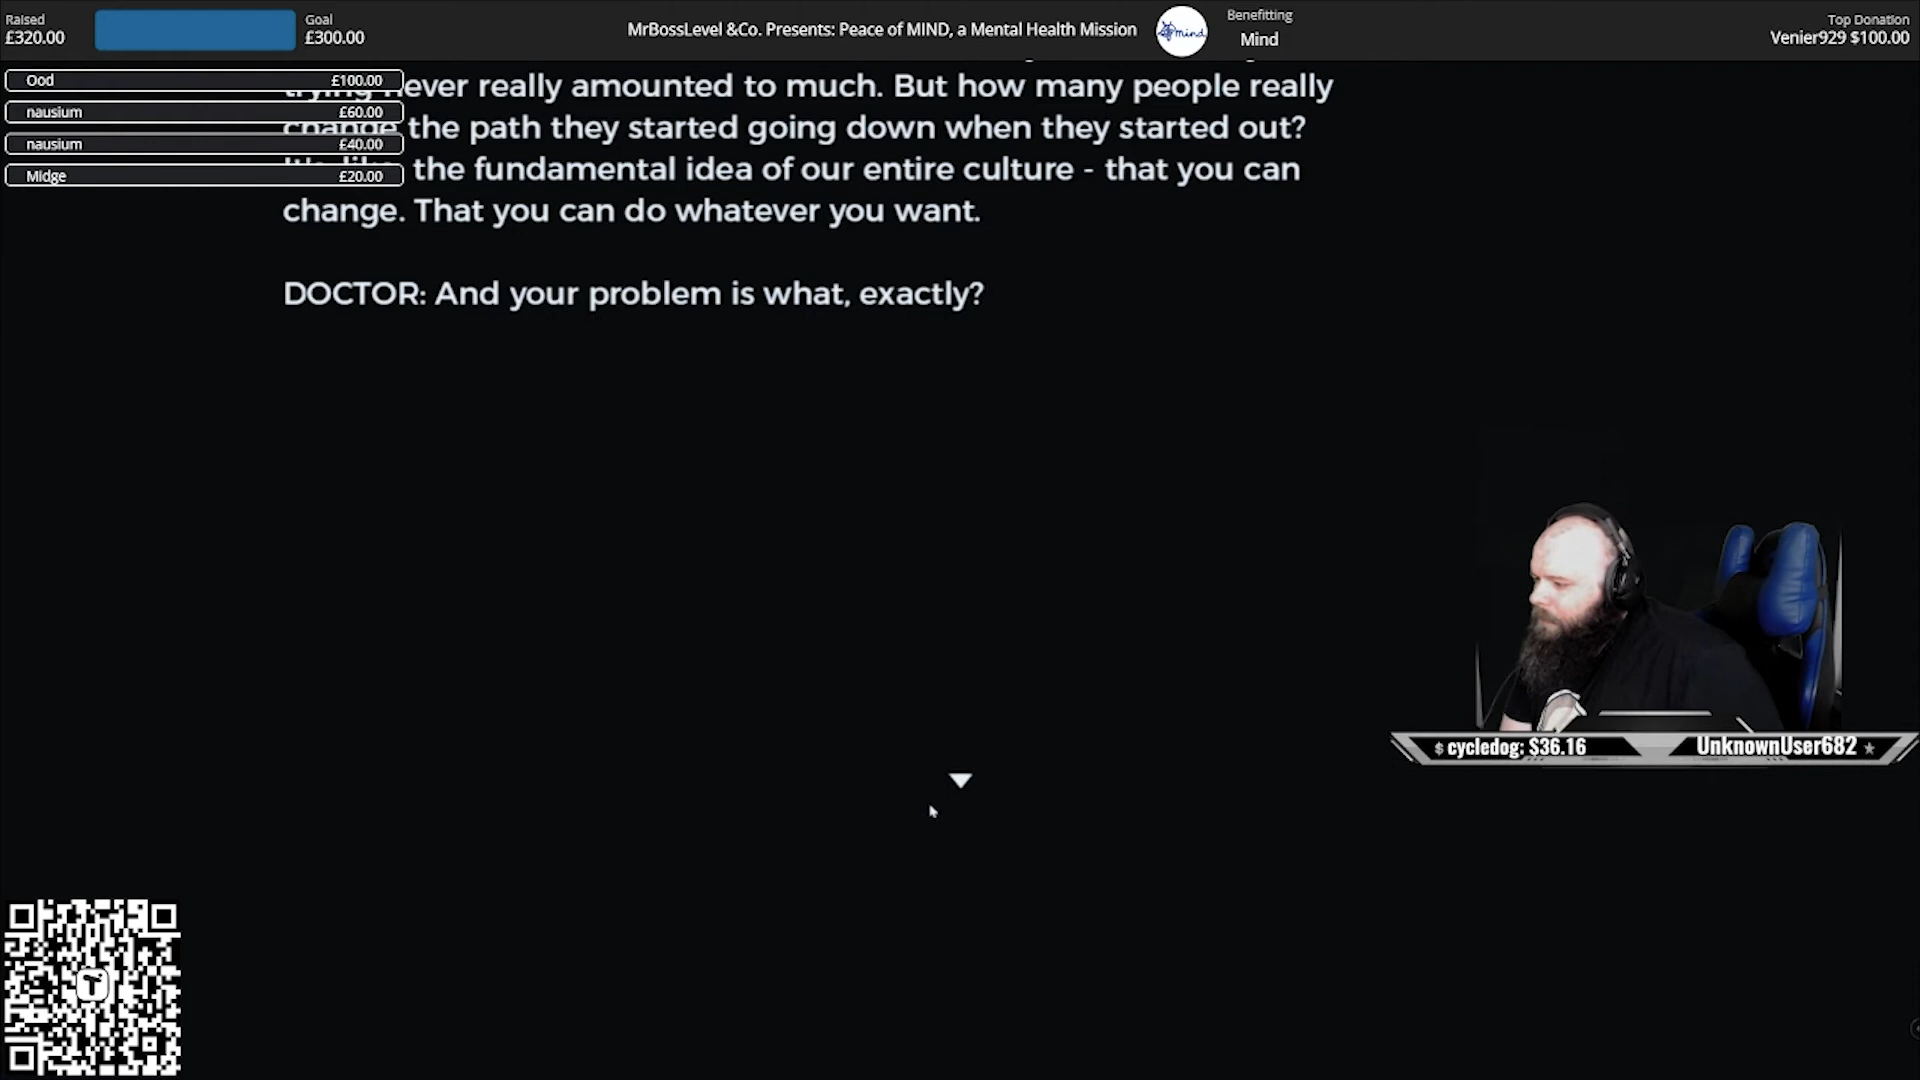 Raised
£320.00
Goal
£300.00
MrBossLevel &Co. Presents: Peace of MIND, a Mental Health Mission
mind
Benefitting
Mind
Top Donation
Venier929 $100.00
Ood £100.00
nausium £60.00
nausium £40.00
Midge £20.00
trying never really amounted to much. But how many people really
change the path they started going down when they started out?
the fundamental idea of our entire culture - that you can
change. That you can do whatever you want.
DOCTOR: And your problem is what, exactly?
$ cycledog: $36.16
UnknownUser682